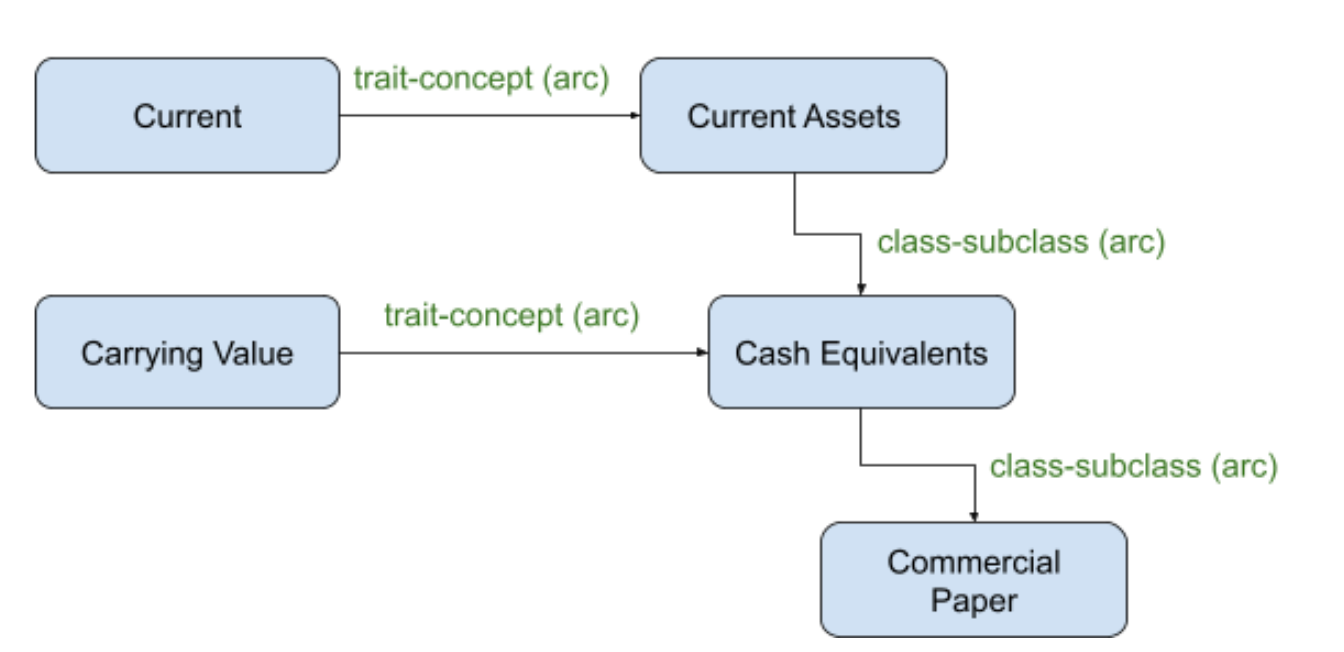 trait-concept (arc)
Current
Current Assets
class-subclass (arc)
trait-concept (arc)
Carrying Value
Cash Equivalents
class-subclass (arc)
Commercial
Paper